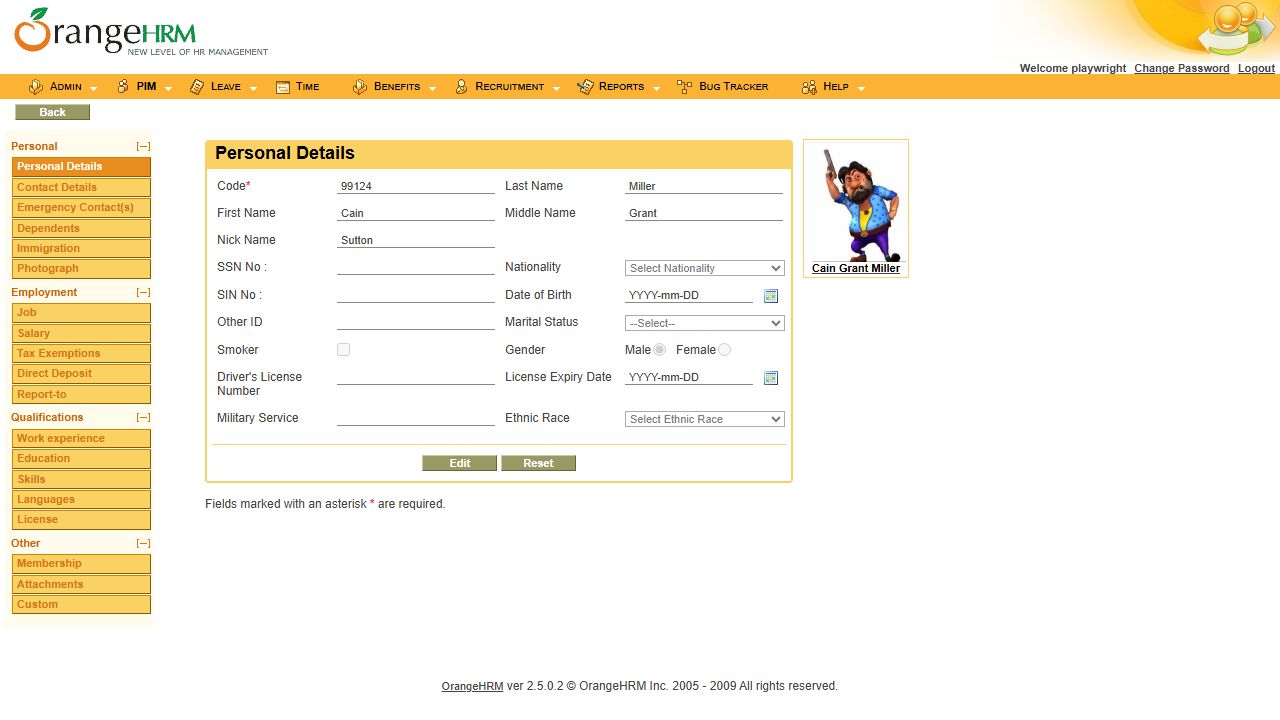 OrangeHRM
NEW LEVEL OF HR MANAGEMENT
Welcome playwright Change Password Logout
Admin PIM Leave Time Benefits Recruitment Reports Bug Tracker Help
Back
Personal [–]
Personal Details
Contact Details
Emergency Contact(s)
Dependents
Immigration
Photograph
Employment [–]
Job
Salary
Tax Exemptions
Direct Deposit
Report-to
Qualifications [–]
Work experience
Education
Skills
Languages
License
Other [–]
Membership
Attachments
Custom
Personal Details
Code* 99124 Last Name Miller
First Name Cain Middle Name Grant
Nick Name Sutton
SSN No : Nationality Select Nationality
SIN No : Date of Birth YYYY-mm-DD
Other ID Marital Status --Select--
Smoker Gender Male Female
Driver's License Number License Expiry Date YYYY-mm-DD
Military Service Ethnic Race Select Ethnic Race
Edit Reset
Fields marked with an asterisk * are required.
Cain Grant Miller
OrangeHRM ver 2.5.0.2 © OrangeHRM Inc. 2005 - 2009 All rights reserved.